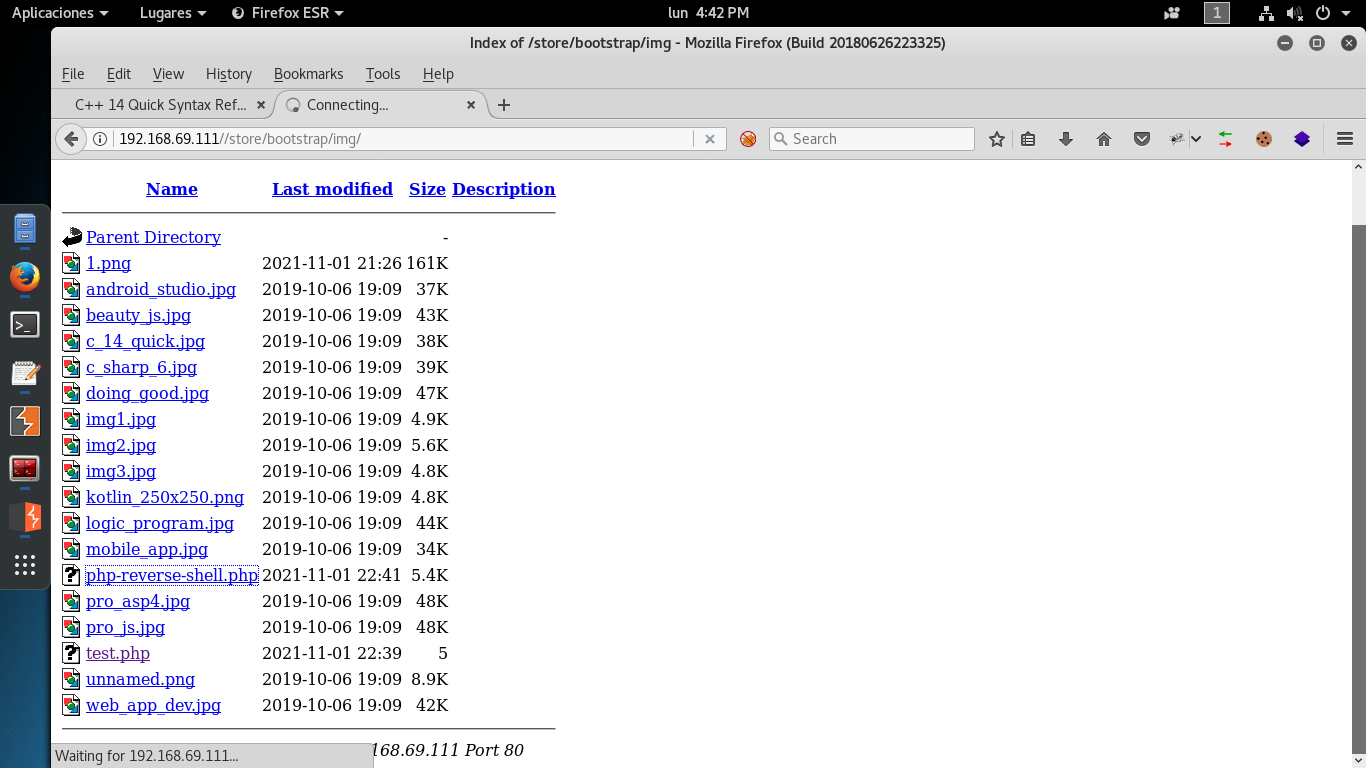 Aplicaciones Lugares Firefox ESR lun 4:42 PM 1
Index of /store/bootstrap/img - Mozilla Firefox (Build 20180626223325)
File Edit View History Bookmarks Tools Help
C++ 14 Quick Syntax Ref... Connecting...
192.168.69.111//store/bootstrap/img/ Search
Name Last modified Size Description
Parent Directory -
1.png 2021-11-01 21:26 161K
android_studio.jpg 2019-10-06 19:09 37K
beauty_js.jpg 2019-10-06 19:09 43K
c_14_quick.jpg 2019-10-06 19:09 38K
c_sharp_6.jpg 2019-10-06 19:09 39K
doing_good.jpg 2019-10-06 19:09 47K
img1.jpg 2019-10-06 19:09 4.9K
img2.jpg 2019-10-06 19:09 5.6K
img3.jpg 2019-10-06 19:09 4.8K
kotlin_250x250.png 2019-10-06 19:09 4.8K
logic_program.jpg 2019-10-06 19:09 44K
mobile_app.jpg 2019-10-06 19:09 34K
php-reverse-shell.php 2021-11-01 22:41 5.4K
pro_asp4.jpg 2019-10-06 19:09 48K
pro_js.jpg 2019-10-06 19:09 48K
test.php 2021-11-01 22:39 5
unnamed.png 2019-10-06 19:09 8.9K
web_app_dev.jpg 2019-10-06 19:09 42K
168.69.111 Port 80
Waiting for 192.168.69.111...